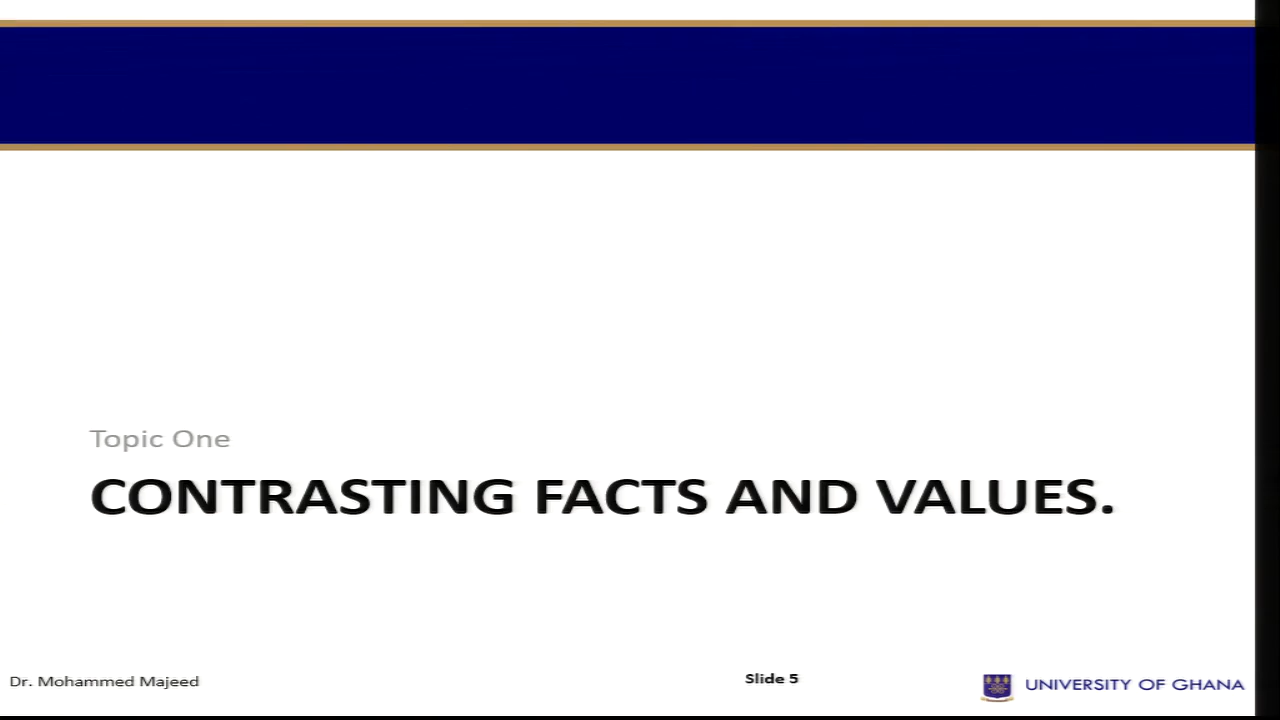 Topic One
CONTRASTING FACTS AND VALUES.
Dr. Mohammed Majeed
Slide 5
UNIVERSITY OF GHANA